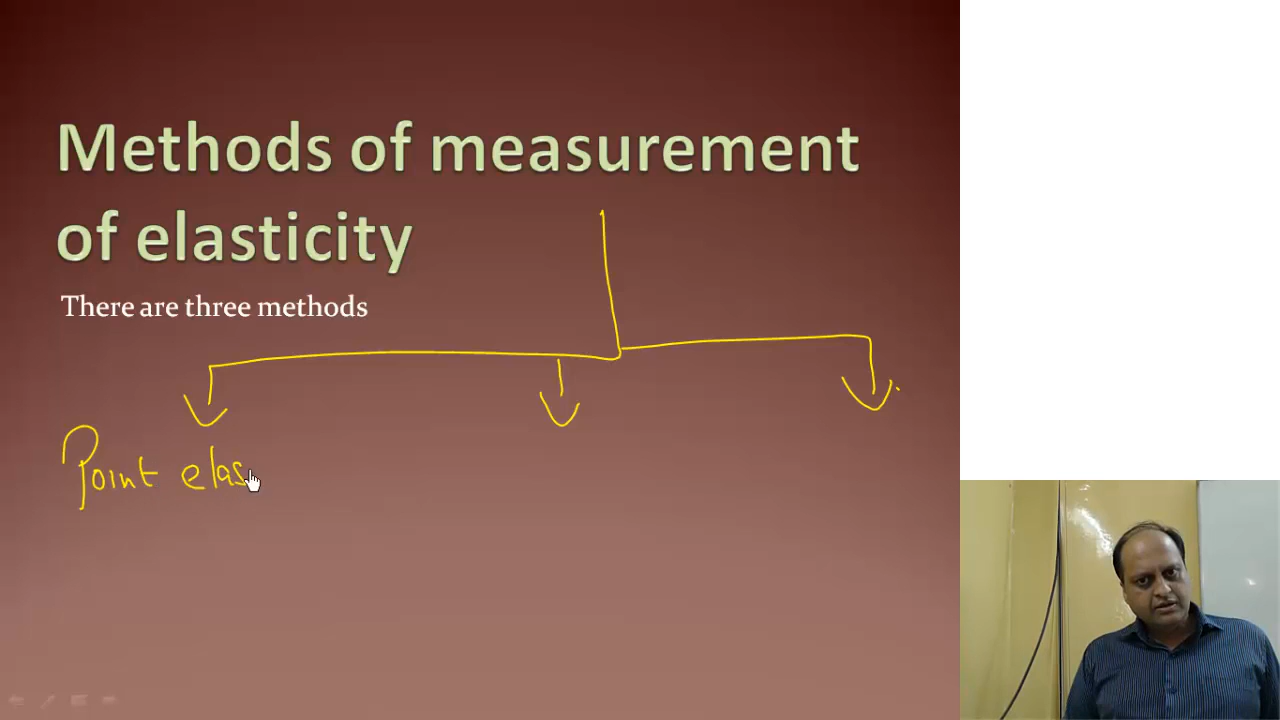 Methods of measurement
of elasticity
There are three methods
Point elas